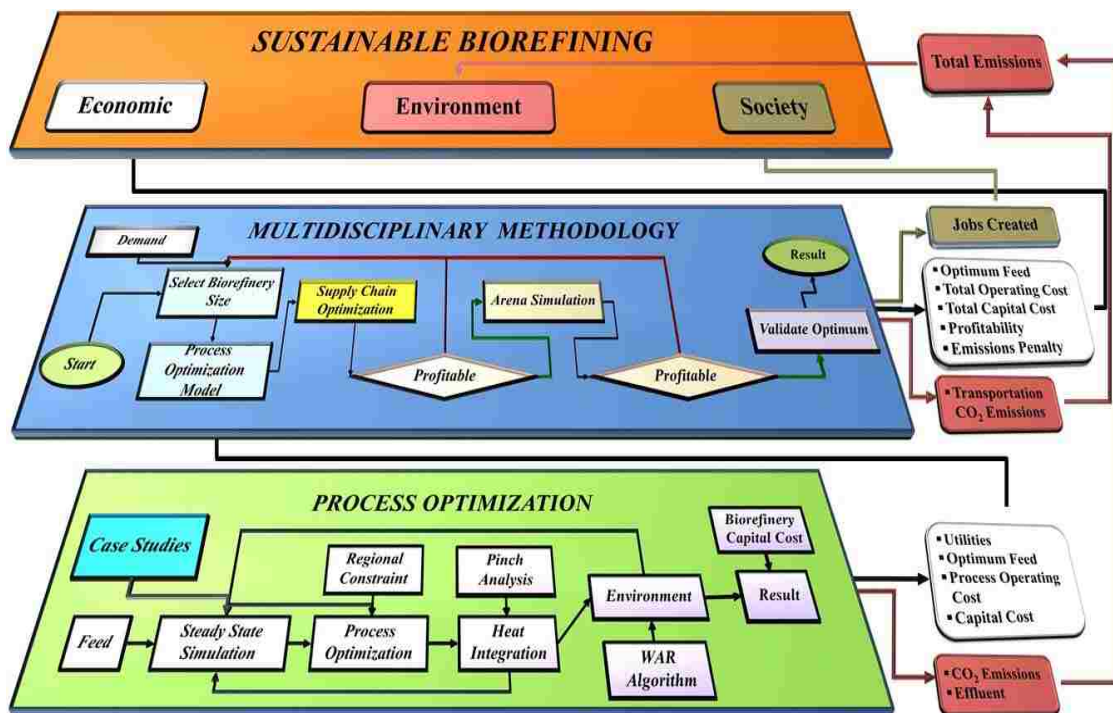 SUSTAINABLE BIOREFINING
Total Emissions
Economic
Environment
Society
MULTIDISCIPLINARY METHODOLOGY
Demand
Select Biorefinery
Size
Start
Process
Optimization
Model
Supply Chain
Optimization
Profitable
Arena Simulation
Profitable
Validate Optimum
Result
Jobs Created
▪ Optimum Feed
▪ Total Operating Cost
▪ Total Capital Cost
▪ Profitability
▪ Emissions Penalty
▪ Transportation
CO₂ Emissions
PROCESS OPTIMIZATION
Case Studies
Regional
Constraint
Pinch
Analysis
Biorefinery
Capital Cost
Feed
Steady State
Simulation
Process
Optimization
Heat
Integration
Environment
WAR
Algorithm
Result
▪ Utilities
▪ Optimum Feed
▪ Process Operating
Cost
▪ Capital Cost
▪ CO₂ Emissions
▪ Effluent